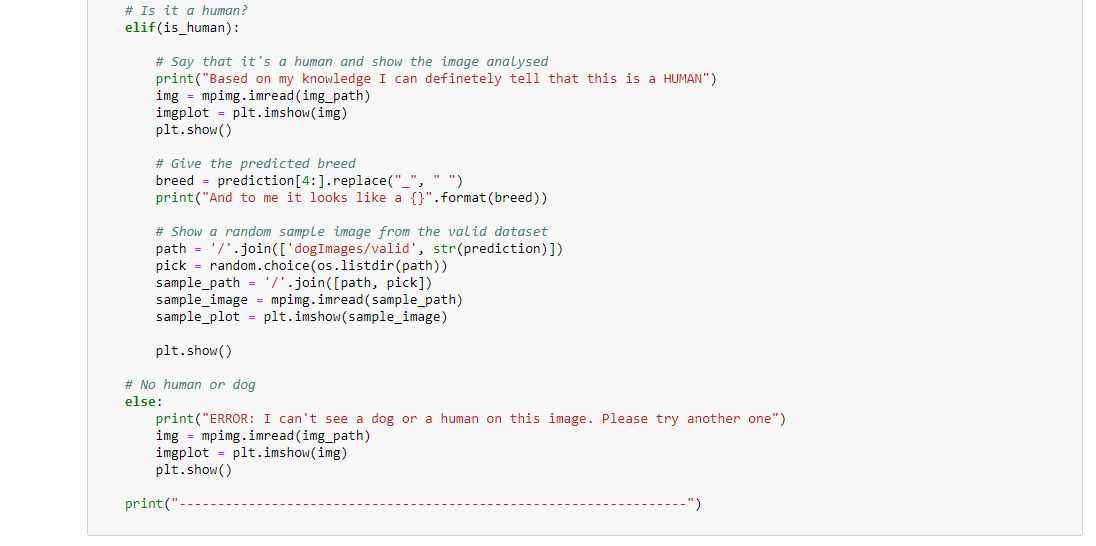 # Is it a human?
elif(is_human):
# Say that it's a human and show the image analysed
print("Based on my knowledge I can definetely tell that this is a HUMAN")
img = mpimg.imread(img_path)
imgplot = plt.imshow(img)
plt.show()
# Give the predicted breed
breed = prediction[4:].replace("_", " ")
print("And to me it looks like a {}".format(breed))
# Show a random sample image from the valid dataset
path = '/'.join(['dogImages/valid', str(prediction)])
pick = random.choice(os.listdir(path))
sample_path = '/'.join([path, pick])
sample_image = mpimg.imread(sample_path)
sample_plot = plt.imshow(sample_image)
plt.show()
# No human or dog
else:
print("ERROR: I can't see a dog or a human on this image. Please try another one")
img = mpimg.imread(img_path)
imgplot = plt.imshow(img)
plt.show()
print("------------------------------------------------------------------")